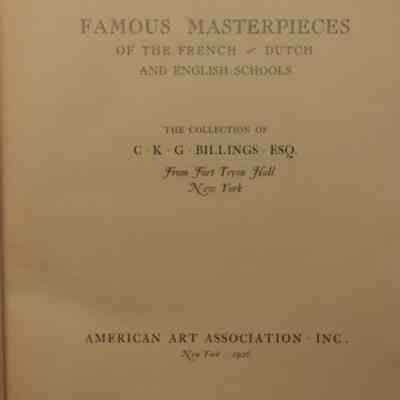 FAMOUS MASTERPIECES
OF THE FRENCH DUTCH
AND ENGLISH SCHOOLS
THE COLLECTION OF
C · K · G · BILLINGS · ESQ.
From Fort Tryon Hall
New York
AMERICAN ART ASSOCIATION · INC.
New York · 1926